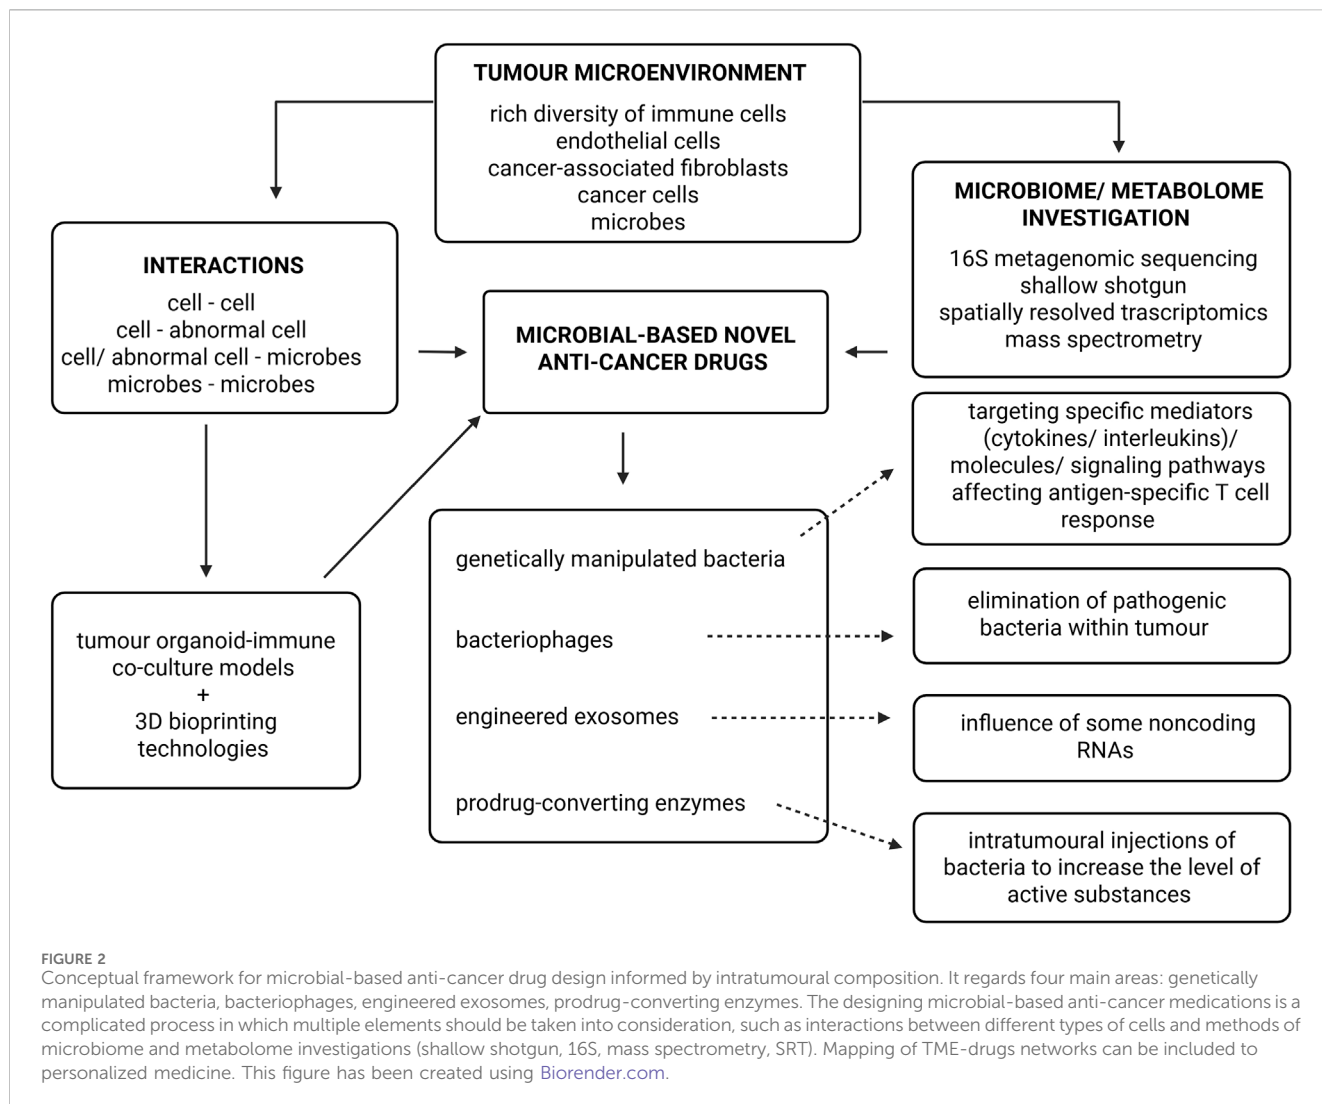 TUMOUR MICROENVIRONMENT
rich diversity of immune cells
endothelial cells
cancer-associated fibroblasts
cancer cells
microbes
INTERACTIONS
cell - cell
cell - abnormal cell
cell/ abnormal cell - microbes
microbes - microbes
MICROBIAL-BASED NOVEL
ANTI-CANCER DRUGS
MICROBIOME/ METABOLOME
INVESTIGATION
16S metagenomic sequencing
shallow shotgun
spatially resolved trascriptomics
mass spectrometry
tumour organoid-immune
co-culture models
+
3D bioprinting
technologies
genetically manipulated bacteria
bacteriophages
engineered exosomes
prodrug-converting enzymes
targeting specific mediators
(cytokines/ interleukins)/
molecules/ signaling pathways
affecting antigen-specific T cell
response
elimination of pathogenic
bacteria within tumour
influence of some noncoding
RNAs
intratumoural injections of
bacteria to increase the level of
active substances
FIGURE 2
Conceptual framework for microbial-based anti-cancer drug design informed by intratumoural composition. It regards four main areas: genetically
manipulated bacteria, bacteriophages, engineered exosomes, prodrug-converting enzymes. The designing microbial-based anti-cancer medications is a
complicated process in which multiple elements should be taken into consideration, such as interactions between different types of cells and methods of
microbiome and metabolome investigations (shallow shotgun, 16S, mass spectrometry, SRT). Mapping of TME-drugs networks can be included to
personalized medicine. This figure has been created using Biorender.com.